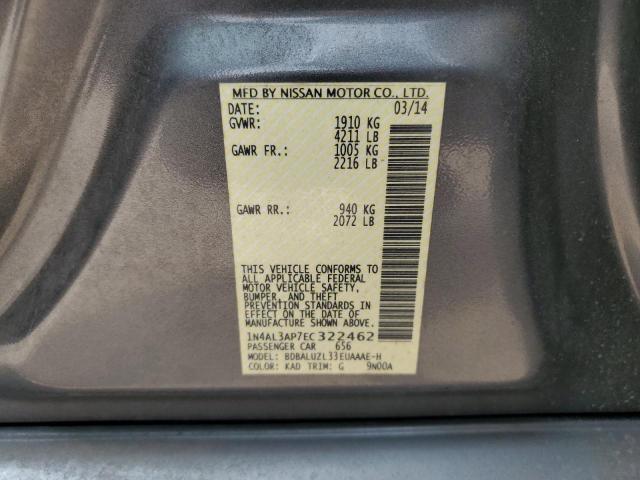 MFD BY NISSAN MOTOR CO., LTD.
DATE: 03/14
GVWR: 1910 KG
4211 LB
GAWR FR.: 1005 KG
2216 LB
GAWR RR.: 940 KG
2072 LB
THIS VEHICLE CONFORMS TO
ALL APPLICABLE FEDERAL
MOTOR VEHICLE SAFETY,
BUMPER, AND THEFT
PREVENTION STANDARDS IN
EFFECT ON THE DATE OF
MANUFACTURE SHOWN ABOVE.
1N4AL3AP7EC322462
PASSENGER CAR 656
MODEL: BDBALUZL33EUAAAE-H
COLOR: KAD TRIM: G 9N00A